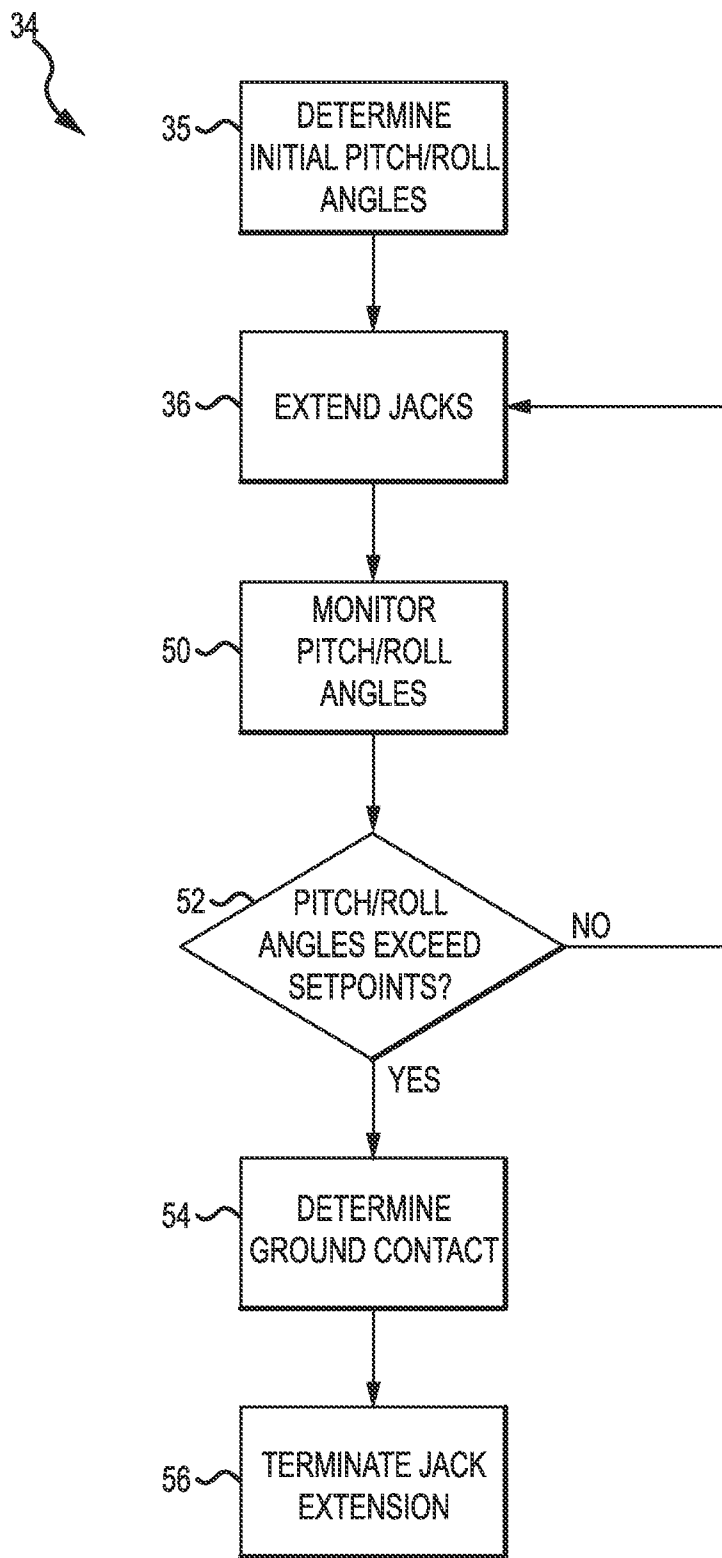 34
35
DETERMINE
INITIAL PITCH/ROLL
ANGLES
36
EXTEND JACKS
50
MONITOR
PITCH/ROLL
ANGLES
52
PITCH/ROLL
ANGLES EXCEED
SETPOINTS?
NO
YES
54
DETERMINE
GROUND CONTACT
56
TERMINATE JACK
EXTENSION